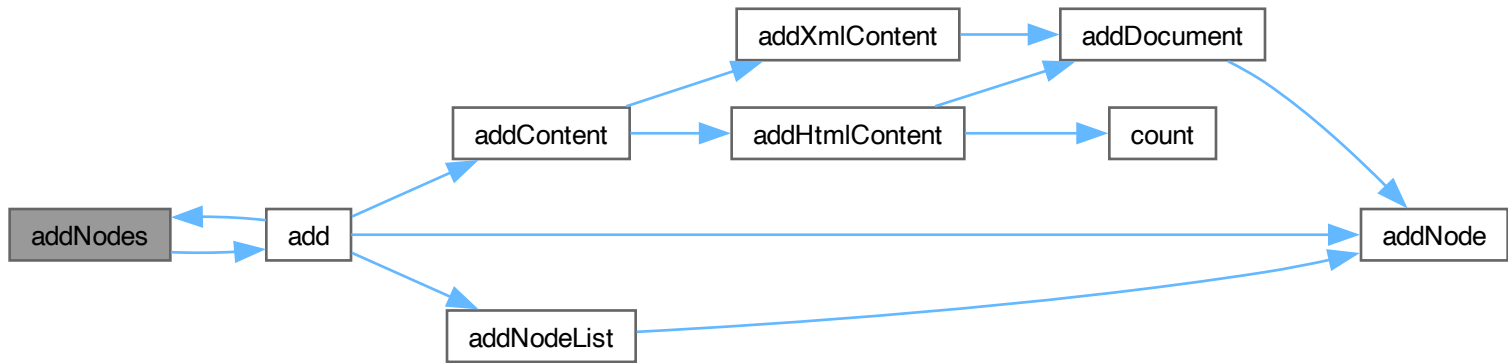 addXmlContent
addDocument
addContent
addHtmlContent
count
addNodes
add
addNode
addNodeList